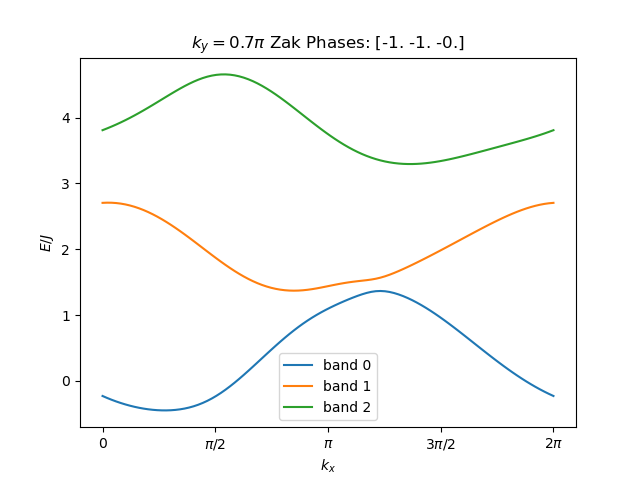 k_y = 0.7π Zak Phases: [-1. -1. -0.]
E/J
4
3
2
1
0
band 0
band 1
band 2
0 π/2 π 3π/2 2π
k_x